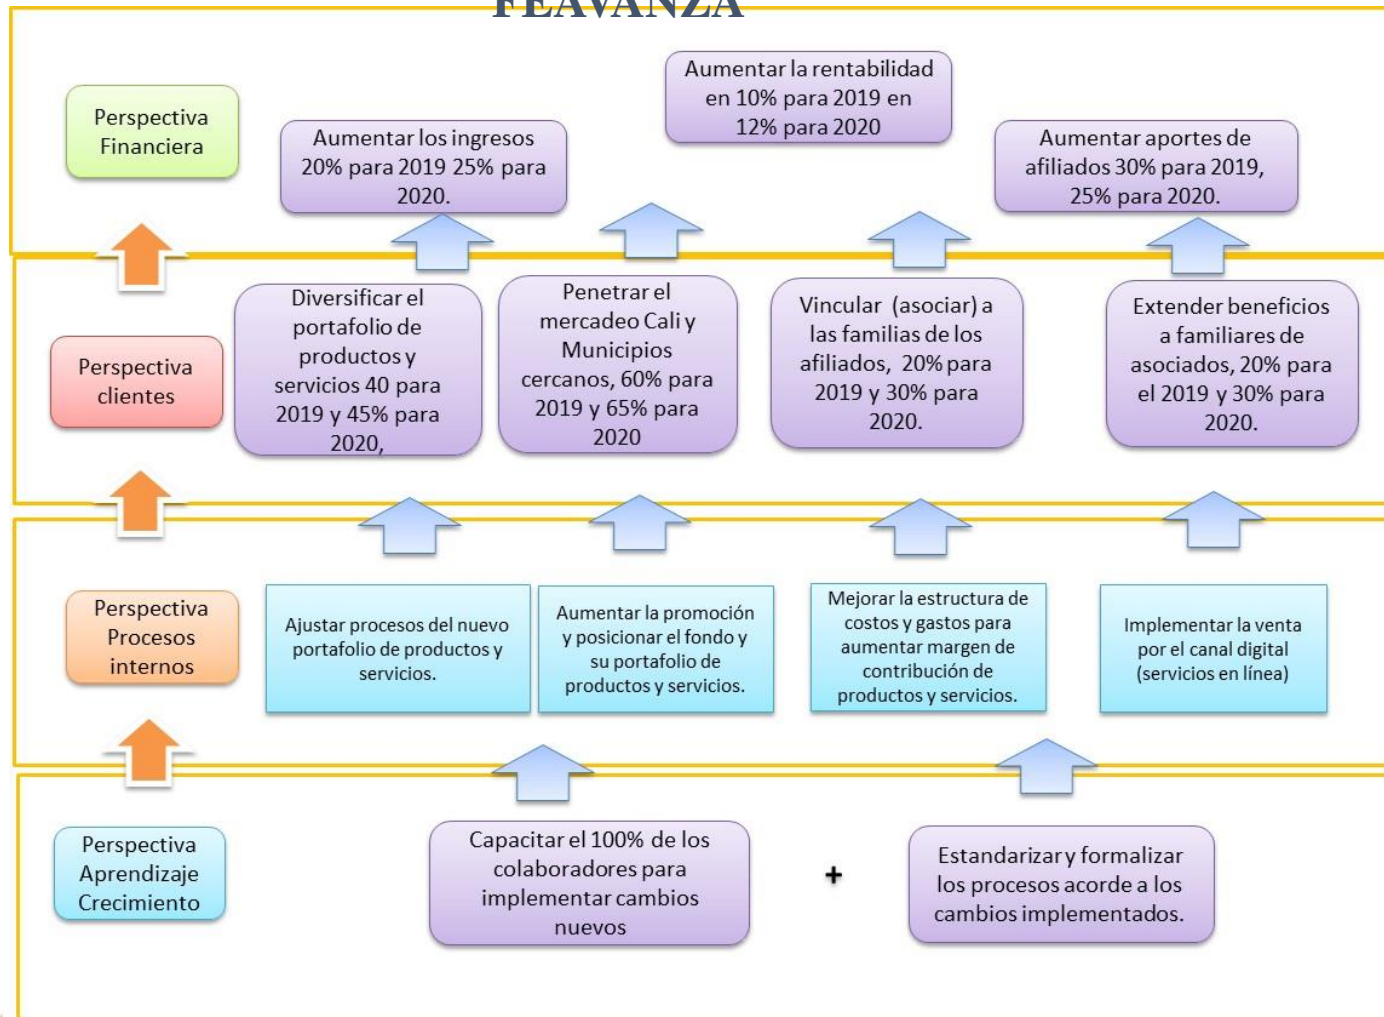 FEAVANZA
Perspectiva
Financiera
Aumentar los ingresos
20% para 2019 25% para
2020.
Aumentar la rentabilidad
en 10% para 2019 en
12% para 2020
Aumentar aportes de
afiliados 30% para 2019,
25% para 2020.
Perspectiva
clientes
Diversificar el
portafolio de
productos y
servicios 40 para
2019 y 45% para
2020,
Penetrar el
mercadeo Cali y
Municipios
cercanos, 60% para
2019 y 65% para
2020
Vincular (asociar) a
las familias de los
afiliados, 20% para
2019 y 30% para
2020.
Extender beneficios
a familiares de
asociados, 20% para
el 2019 y 30% para
2020.
Perspectiva
Procesos
internos
Ajustar procesos del nuevo
portafolio de productos y
servicios.
Aumentar la promoción
y posicionar el fondo y
su portafolio de
productos y servicios.
Mejorar la estructura de
costos y gastos para
aumentar margen de
contribución de
productos y servicios.
Implementar la venta
por el canal digital
(servicios en línea)
Perspectiva
Aprendizaje
Crecimiento
Capacitar el 100% de los
colaboradores para
implementar cambios
nuevos
+
Estandarizar y formalizar
los procesos acorde a los
cambios implementados.